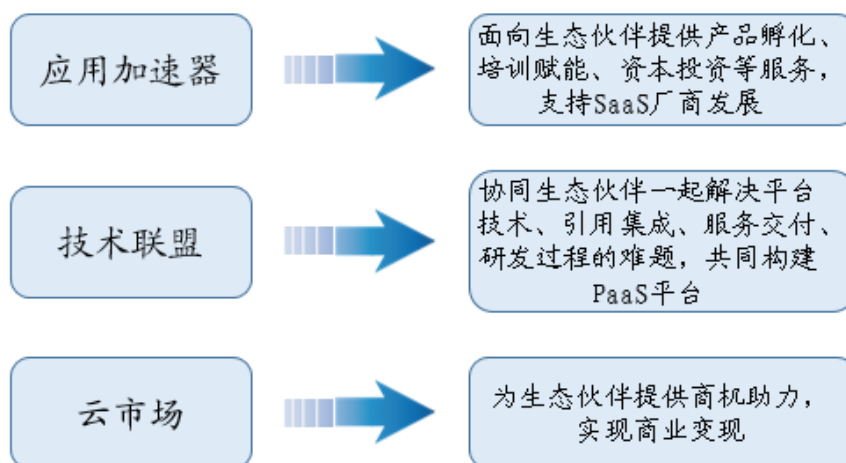 应用加速器
面向生态伙伴提供产品孵化、
培训赋能、资本投资等服务，
支持SaaS厂商发展
技术联盟
协同生态伙伴一起解决平台
技术、引用集成、服务交付、
研发过程的难题，共同构建
PaaS平台
云市场
为生态伙伴提供商机助力，
实现商业变现